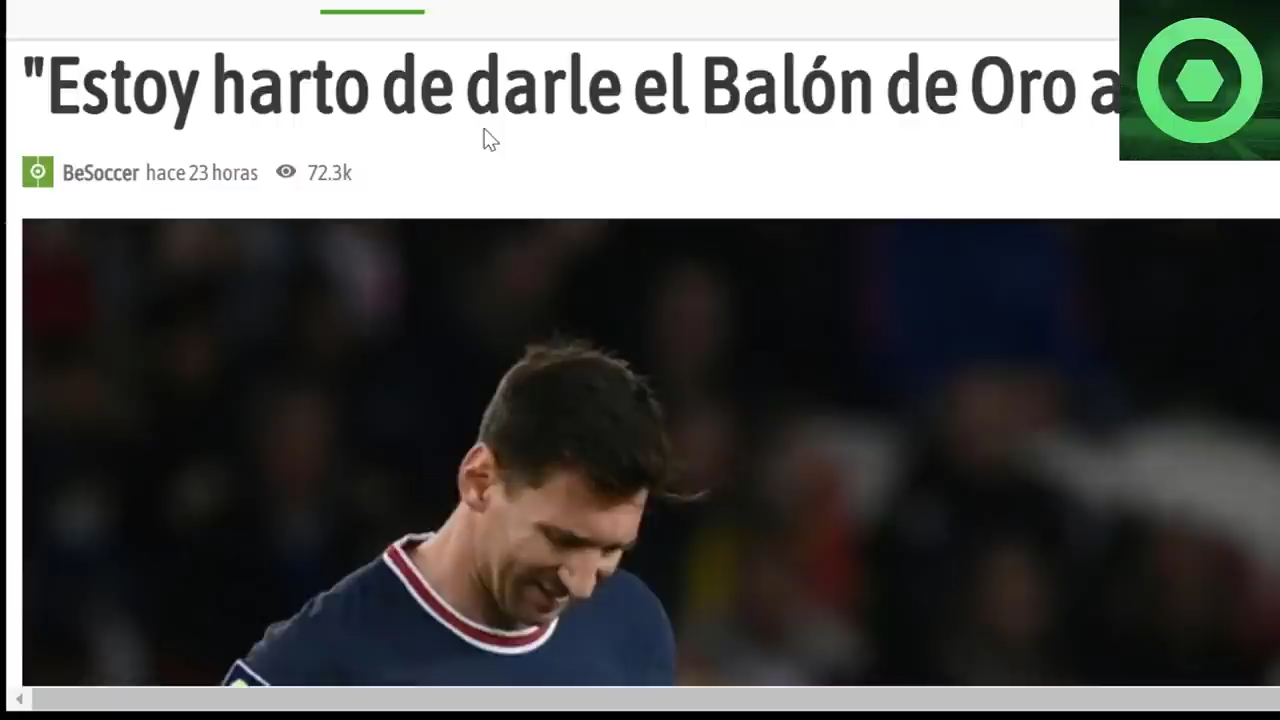 "Estoy harto de darle el Balón de Oro a
BeSoccer hace 23 horas 72.3k